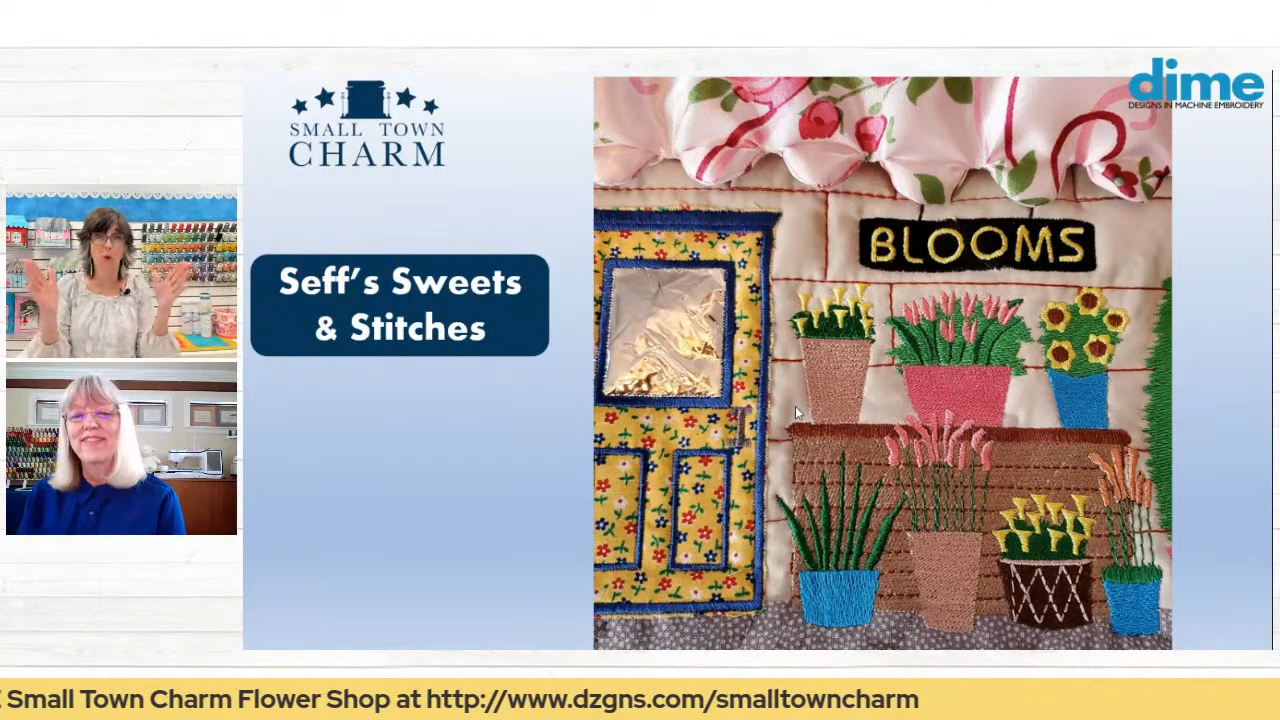 dime
DESIGNS IN MACHINE EMBROIDERY
SMALL TOWN
CHARM
Seff's Sweets
& Stitches
BLOOMS
Small Town Charm Flower Shop at http://www.dzgns.com/smalltowncharm